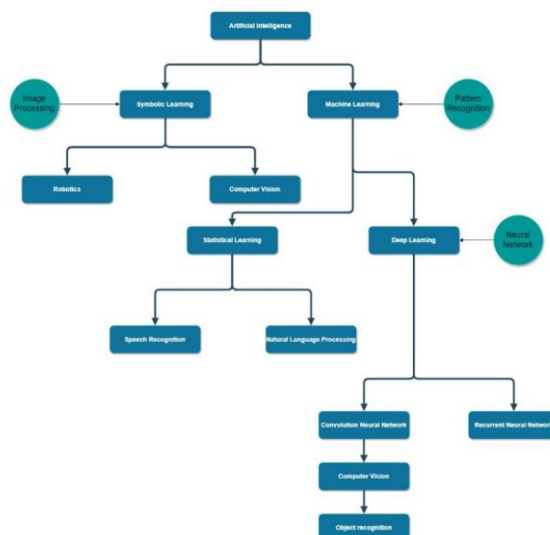 Artificial Intelligence
Image
Processing
Symbolic Learning
Machine Learning
Pattern
Recognition
Robotics
Computer Vision
Statistical Learning
Deep Learning
Neural
Network
Speech Recognition
Natural Language Processing
Convolution Neural Network
Recurrent Neural Network
Computer Vision
Object recognition